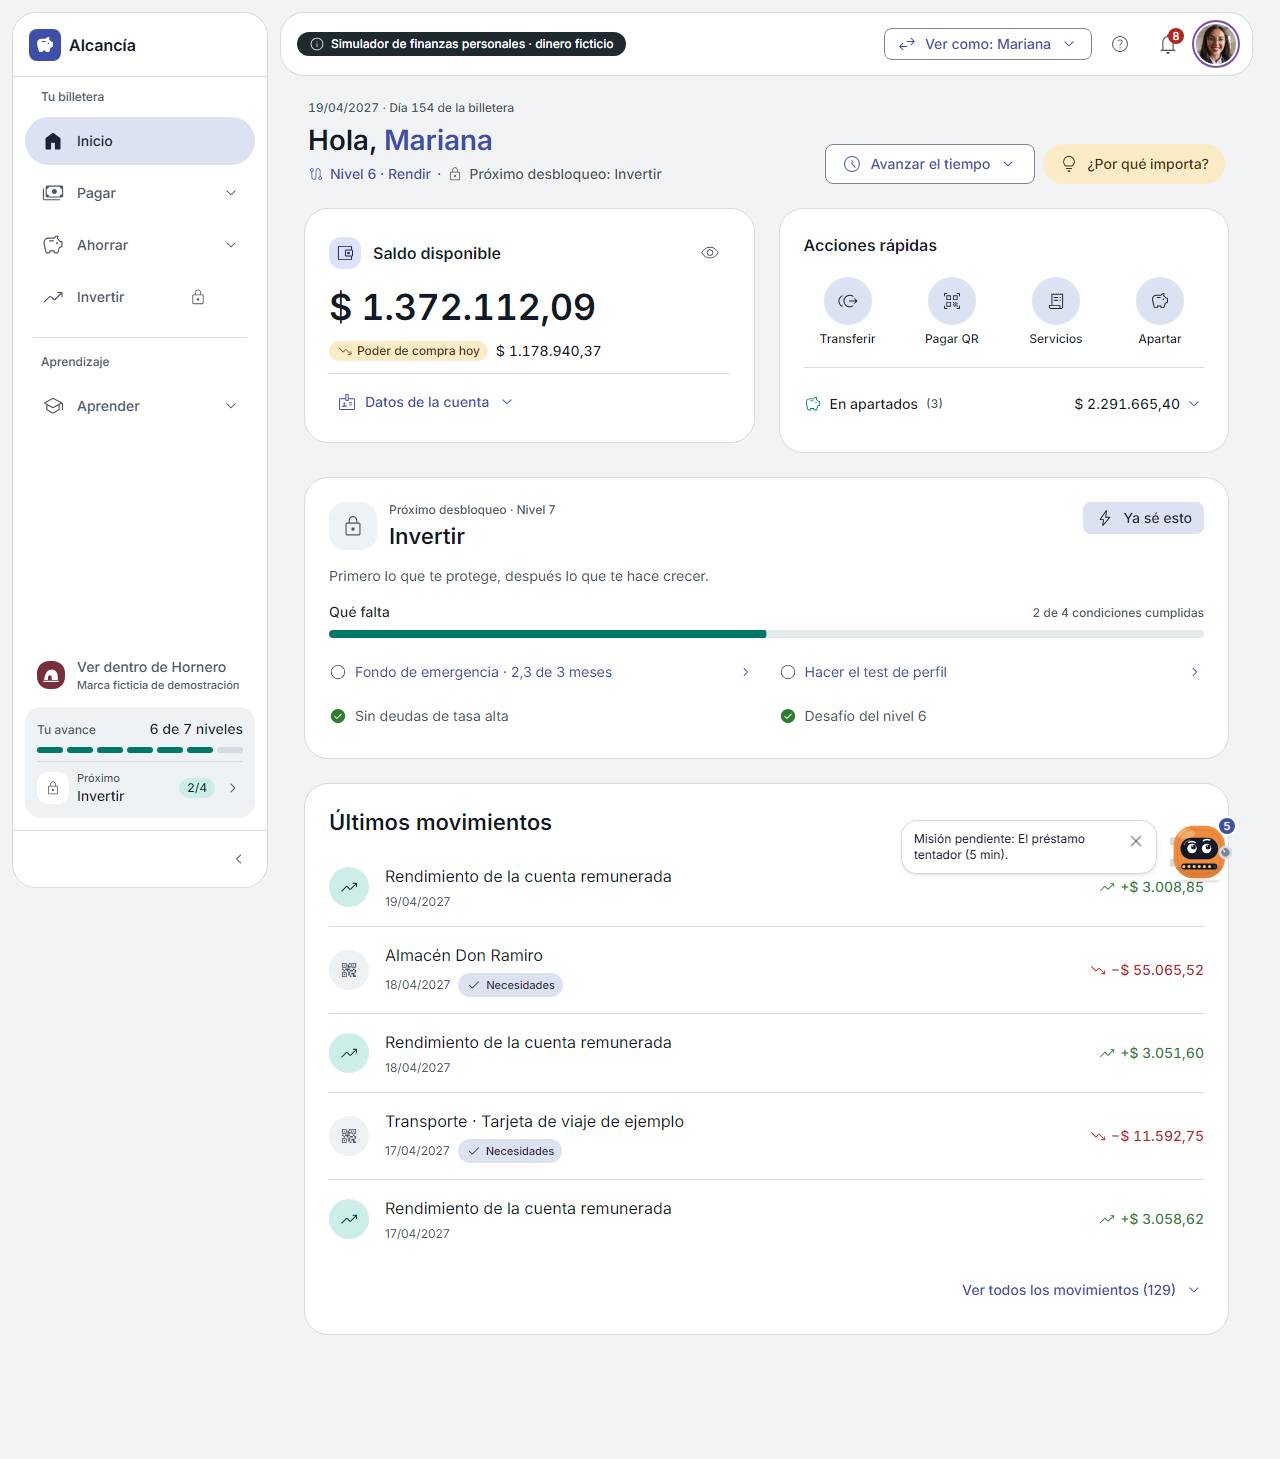 Alcancía
Simulador de finanzas personales · dinero ficticio
Ver como: Mariana
8
Tu billetera
Inicio
Pagar
Ahorrar
Invertir
Aprendizaje
Aprender
Ver dentro de Hornero
Marca ficticia de demostración
Tu avance
6 de 7 niveles
Próximo
Invertir
2/4
19/04/2027 · Día 154 de la billetera
Hola, Mariana
Nivel 6 · Rendir · Próximo desbloqueo: Invertir
Avanzar el tiempo
¿Por qué importa?
Saldo disponible
$ 1.372.112,09
Poder de compra hoy $ 1.178.940,37
Datos de la cuenta
Acciones rápidas
Transferir
Pagar QR
Servicios
Apartar
En apartados (3)
$ 2.291.665,40
Próximo desbloqueo · Nivel 7
Invertir
Ya sé esto
Primero lo que te protege, después lo que te hace crecer.
Qué falta
2 de 4 condiciones cumplidas
Fondo de emergencia · 2,3 de 3 meses
Hacer el test de perfil
Sin deudas de tasa alta
Desafío del nivel 6
Últimos movimientos
Misión pendiente: El préstamo
tentador (5 min).
5
Rendimiento de la cuenta remunerada
19/04/2027
+$ 3.008,85
Almacén Don Ramiro
18/04/2027 Necesidades
−$ 55.065,52
Rendimiento de la cuenta remunerada
18/04/2027
+$ 3.051,60
Transporte · Tarjeta de viaje de ejemplo
17/04/2027 Necesidades
−$ 11.592,75
Rendimiento de la cuenta remunerada
17/04/2027
+$ 3.058,62
Ver todos los movimientos (129)